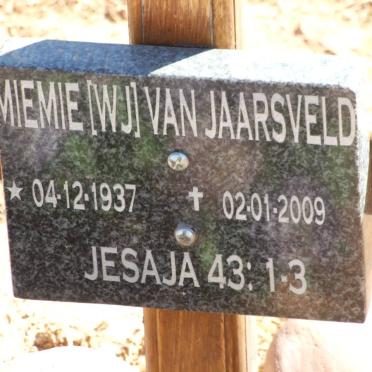 MIEMIE [WJ] VAN JAARSVELD
04-12-1937 02-01-2009
JESAJA 43: 1-3